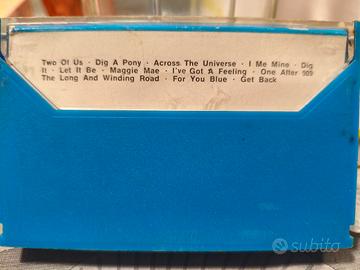 Two Of Us · Dig A Pony · Across The Universe · I Me Mine · Dig
It · Let It Be · Maggie Mae · I've Got A Feeling · One After 909
The Long And Winding Road · For You Blue · Get Back
subito